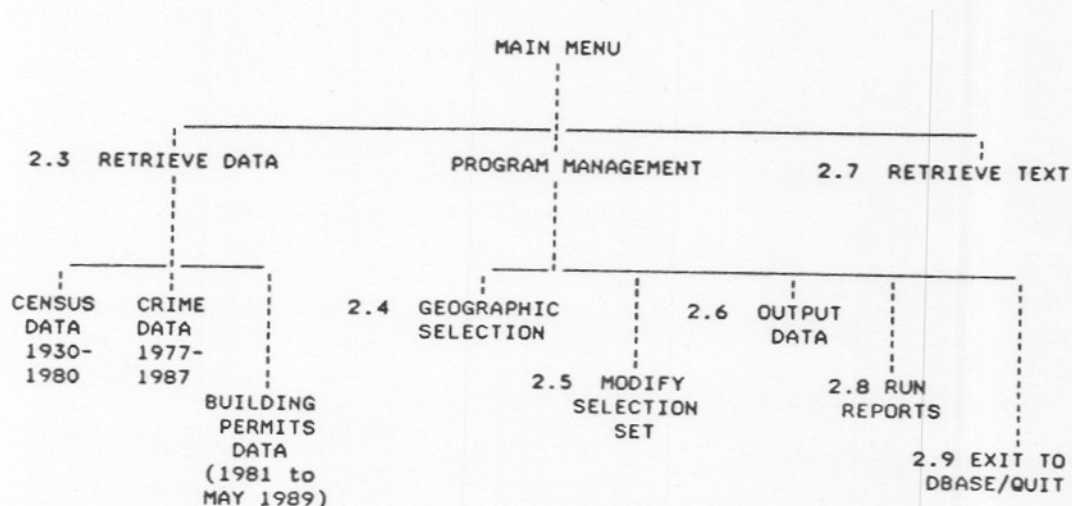 MAIN MENU
2.3 RETRIEVE DATA
PROGRAM MANAGEMENT
2.7 RETRIEVE TEXT
CENSUS
DATA
1930-
1980
CRIME
DATA
1977-
1987
BUILDING
PERMITS
DATA
(1981 to
MAY 1989)
2.4 GEOGRAPHIC
SELECTION
2.5 MODIFY
SELECTION
SET
2.6 OUTPUT
DATA
2.8 RUN
REPORTS
2.9 EXIT TO
DBASE/QUIT